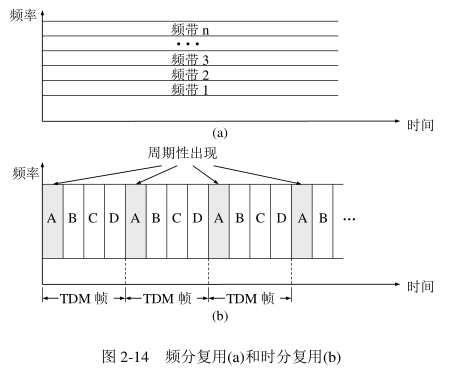 频率
频带 n
• • •
频带 3
频带 2
频带 1
时间
(a)
周期性出现
频率
A B C D A B C D A B C D A B …
时间
TDM 帧 TDM 帧 TDM 帧
(b)
图 2-14 频分复用(a)和时分复用(b)